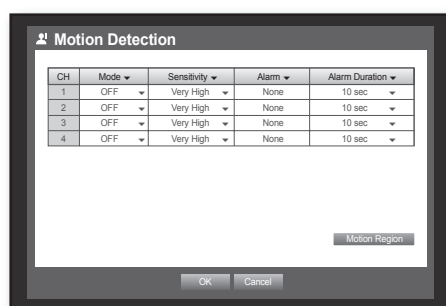 Motion Detection
CH Mode Sensitivity Alarm Alarm Duration
1 OFF Very High None 10 sec
2 OFF Very High None 10 sec
3 OFF Very High None 10 sec
4 OFF Very High None 10 sec
Motion Region
OK Cancel